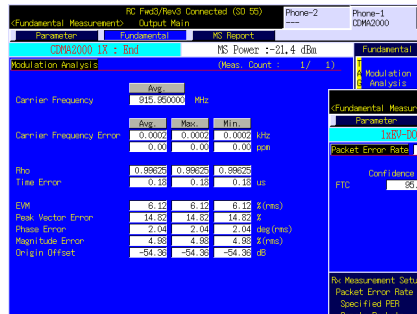 RC Fwd3/Rev3 Connected (SO 55) Phone-2 Phone-1
<Fundamental Measurement> Output Main --- CDMA2000
Parameter Fundamental MS Report
CDMA2000 1X : End MS Power :-21.4 dBm Fundamental
Modulation Analysis (Meas. Count : 1/ 1)
Modulation
Analysis
Avg.
Carrier Frequency 915.950000 MHz
<Fundamental Measur
Parameter
Avg. Max. Min.
Carrier Frequency Error 0.0002 0.0002 0.0002 kHz
0.00 0.00 0.00 ppm
1xEV-DO
Packet Error Rate
Rho 0.99625 0.99625 0.99625
Time Error 0.18 0.18 0.18 us
Confidence
FTC 95.
EVM 6.12 6.12 6.12 %(rms)
Peak Vector Error 14.82 14.82 14.82 %
Phase Error 2.04 2.04 2.04 deg(rms)
Magnitude Error 4.98 4.98 4.98 %(rms)
Origin Offset -54.36 -54.36 -54.36 dB
Rx Measurement Setu
Packet Error Rate
Specified PER